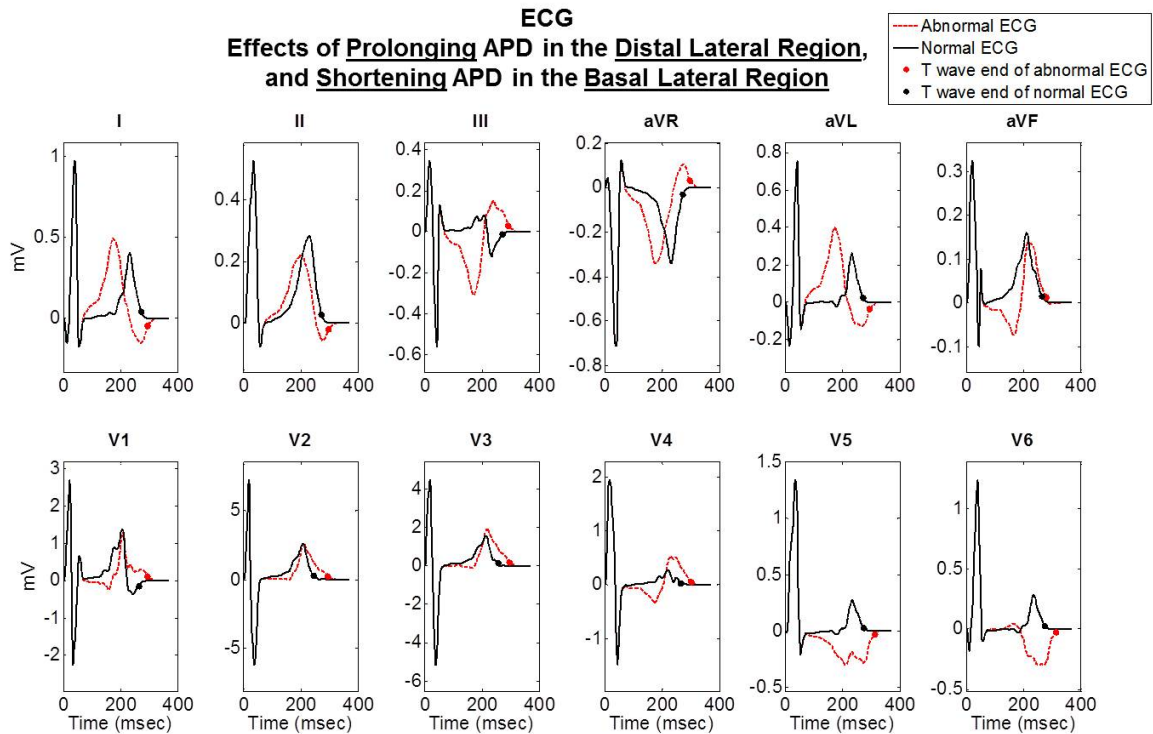 ECG
Effects of Prolonging APD in the Distal Lateral Region,
and Shortening APD in the Basal Lateral Region
Abnormal ECG
Normal ECG
T wave end of abnormal ECG
T wave end of normal ECG
I
II
III
aVR
aVL
aVF
mV
1
0.5
0
0 200 400
0.4
0.2
0
0 200 400
0.4
0.2
0
-0.2
-0.4
-0.6
0 200 400
0.2
0
-0.2
-0.4
-0.6
-0.8
0 200 400
0.8
0.6
0.4
0.2
0
-0.2
0 200 400
0.3
0.2
0.1
0
-0.1
0 200 400
V1
V2
V3
V4
V5
V6
mV
3
2
1
0
-1
-2
0 200 400
Time (msec)
5
0
-5
0 200 400
Time (msec)
4
2
0
-2
-4
-6
0 200 400
Time (msec)
2
1
0
-1
0 200 400
Time (msec)
1.5
1
0.5
0
-0.5
0 200 400
Time (msec)
1
0.5
0
0.5
0 200 400
Time (msec)